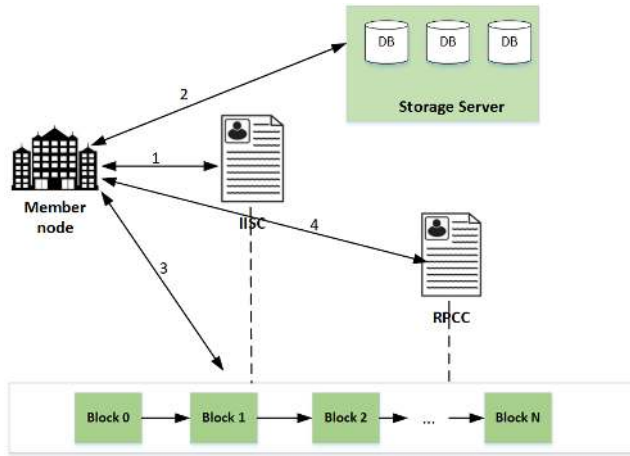 DB DB DB
Storage Server
2
1
Member
node
IISC
4
3
RPCC
Block 0 Block 1 Block 2 ... Block N